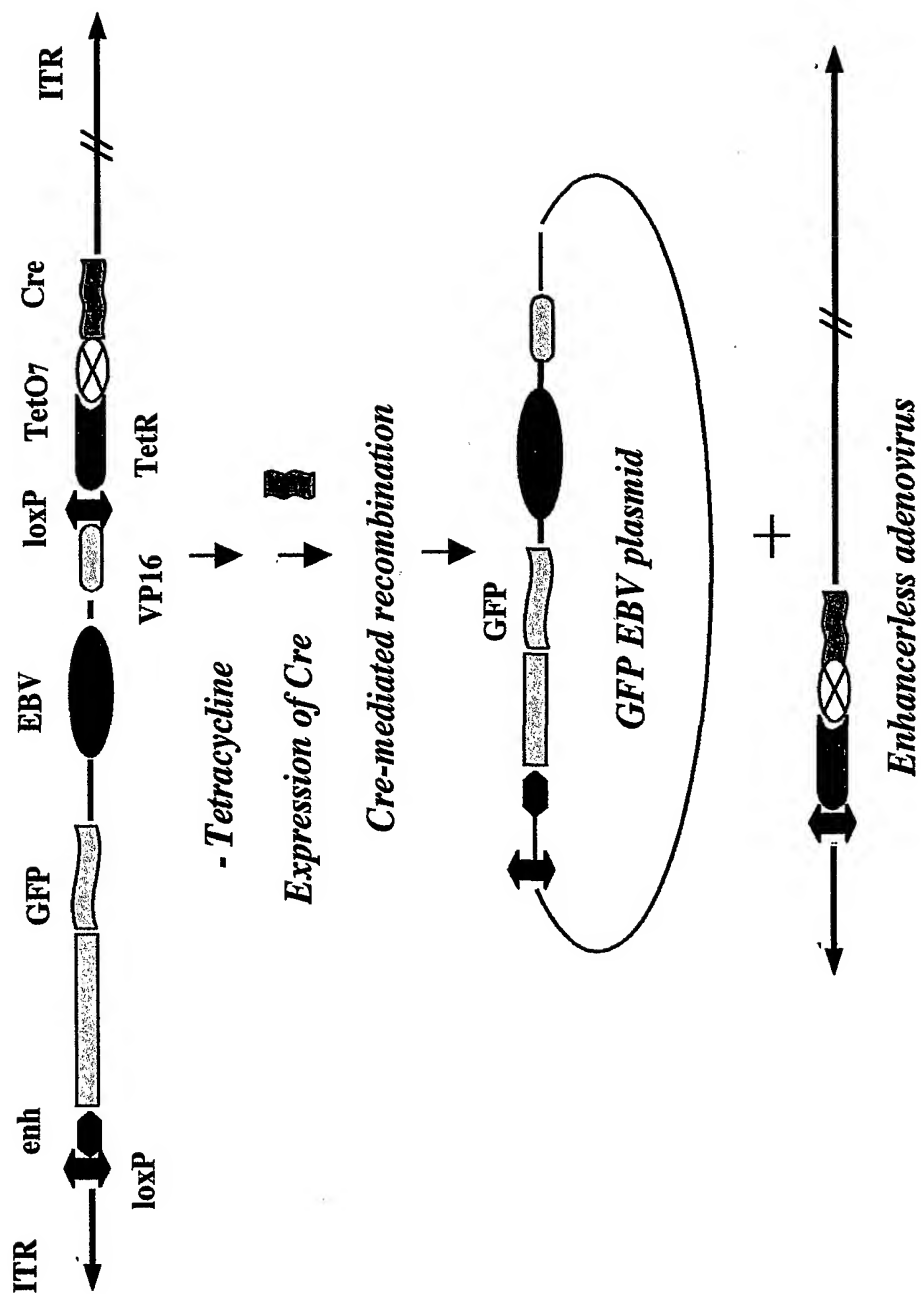 ITR
enh
loxP
GFP
EBV
VP16
loxP
TetR
TetO7
Cre
ITR
- Tetracycline
Expression of Cre
Cre-mediated recombination
GFP
GFP EBV plasmid
+
Enhancerless adenovirus